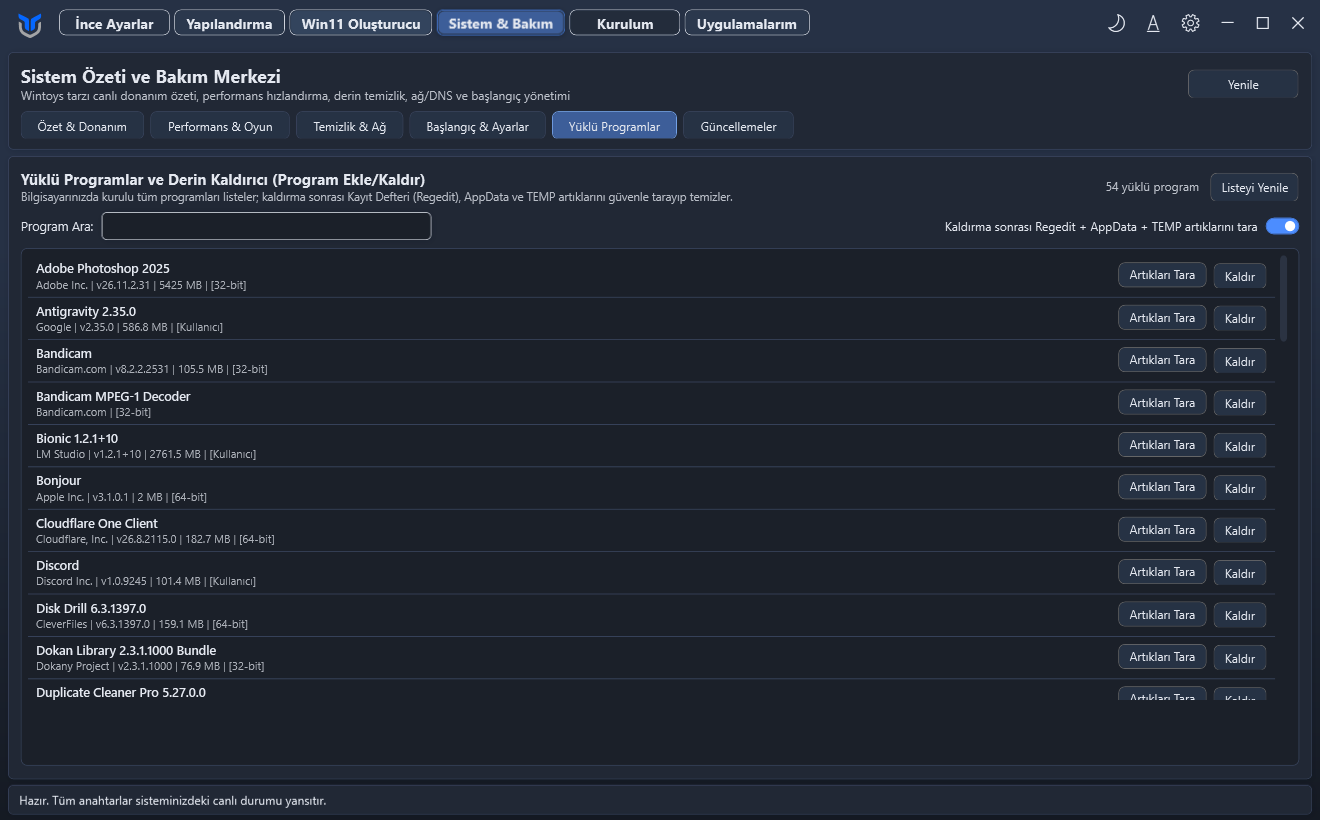 İnce Ayarlar Yapılandırma Win11 Oluşturucu Sistem & Bakım Kurulum Uygulamalarım
Sistem Özeti ve Bakım Merkezi
Wintoys tarzı canlı donanım özeti, performans hızlandırma, derin temizlik, ağ/DNS ve başlangıç yönetimi
Yenile
Özet & Donanım Performans & Oyun Temizlik & Ağ Başlangıç & Ayarlar Yüklü Programlar Güncellemeler
Yüklü Programlar ve Derin Kaldırıcı (Program Ekle/Kaldır)
Bilgisayarınızda kurulu tüm programları listeler; kaldırma sonrası Kayıt Defteri (Regedit), AppData ve TEMP artıklarını güvenle tarayıp temizler.
54 yüklü program Listeyi Yenile
Program Ara:
Kaldırma sonrası Regedit + AppData + TEMP artıklarını tara
Adobe Photoshop 2025
Adobe Inc. | v26.11.2.31 | 5425 MB | [32-bit]
Artıkları Tara Kaldır
Antigravity 2.35.0
Google | v2.35.0 | 586.8 MB | [Kullanıcı]
Artıkları Tara Kaldır
Bandicam
Bandicam.com | v8.2.2.2531 | 105.5 MB | [32-bit]
Artıkları Tara Kaldır
Bandicam MPEG-1 Decoder
Bandicam.com | [32-bit]
Artıkları Tara Kaldır
Bionic 1.2.1+10
LM Studio | v1.2.1+10 | 2761.5 MB | [Kullanıcı]
Artıkları Tara Kaldır
Bonjour
Apple Inc. | v3.1.0.1 | 2 MB | [64-bit]
Artıkları Tara Kaldır
Cloudflare One Client
Cloudflare, Inc. | v26.8.2115.0 | 182.7 MB | [64-bit]
Artıkları Tara Kaldır
Discord
Discord Inc. | v1.0.9245 | 101.4 MB | [Kullanıcı]
Artıkları Tara Kaldır
Disk Drill 6.3.1397.0
CleverFiles | v6.3.1397.0 | 159.1 MB | [64-bit]
Artıkları Tara Kaldır
Dokan Library 2.3.1.1000 Bundle
Dokany Project | v2.3.1.1000 | 76.9 MB | [32-bit]
Artıkları Tara Kaldır
Duplicate Cleaner Pro 5.27.0.0
Artıkları Tara Kaldır
Hazır. Tüm anahtarlar sisteminizdeki canlı durumu yansıtır.